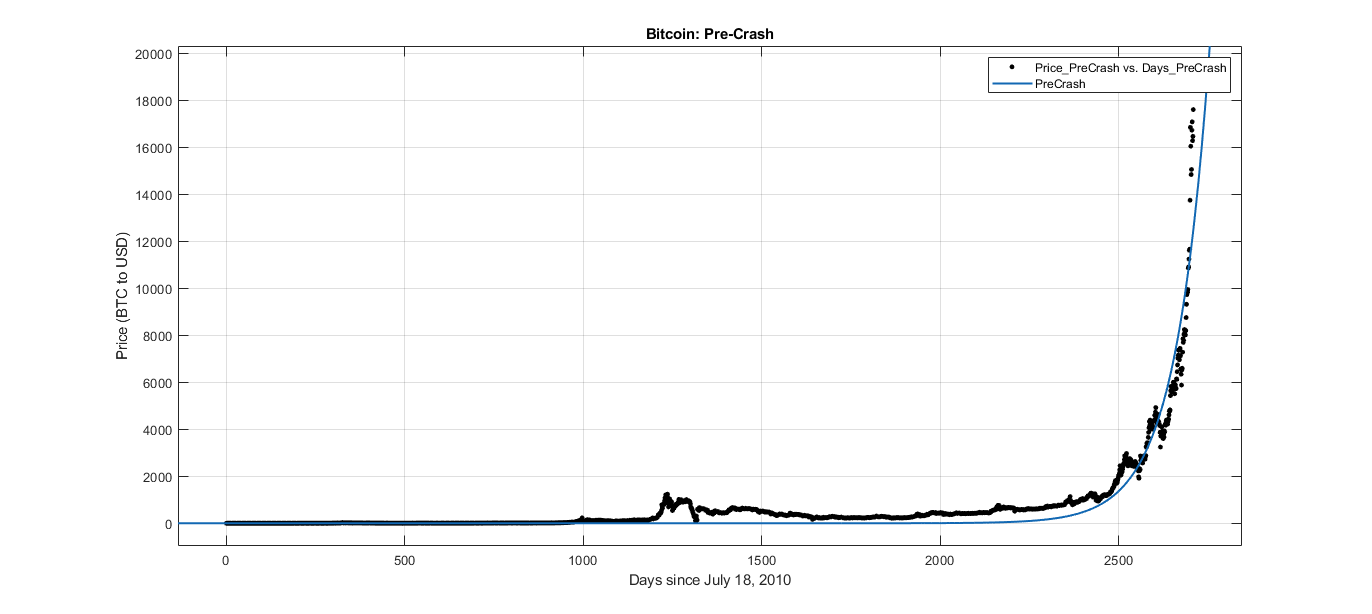 Bitcoin: Pre-Crash
Price_PreCrash vs. Days_PreCrash
PreCrash
20000
18000
16000
14000
12000
10000
8000
6000
4000
2000
0
Price (BTC to USD)
0 500 1000 1500 2000 2500
Days since July 18, 2010